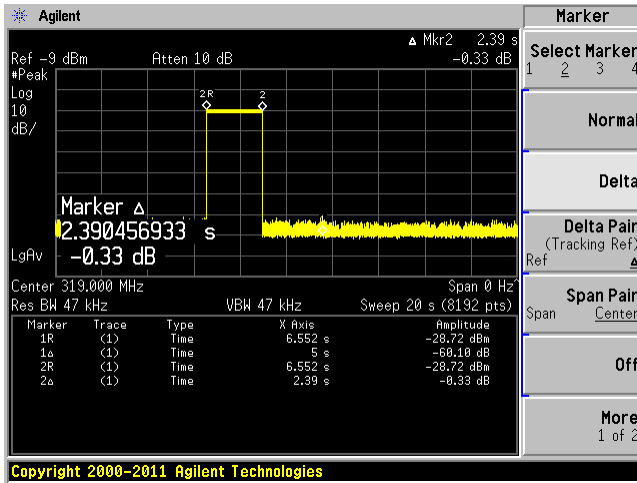 Agilent
Marker
Δ Mkr2 2.39 s
Ref -9 dBm Atten 10 dB -0.33 dB
#Peak
Log
10
dB/
2R 2
Marker Δ
2.390456933 s
-0.33 dB
LgAv
Center 319.000 MHz Span 0 Hz^
Res BW 47 kHz VBW 47 kHz Sweep 20 s (8192 pts)
Marker Trace Type X Axis Amplitude
1R (1) Time 6.552 s -28.72 dBm
1Δ (1) Time 5 s -60.10 dB
2R (1) Time 6.552 s -28.72 dBm
2Δ (1) Time 2.39 s -0.33 dB
Select Marker
1 2 3 4
Normal
Delta
Delta Pair
(Tracking Ref)
Ref Δ
Span Pair
Span Center
Off
More
1 of 2
Copyright 2000-2011 Agilent Technologies